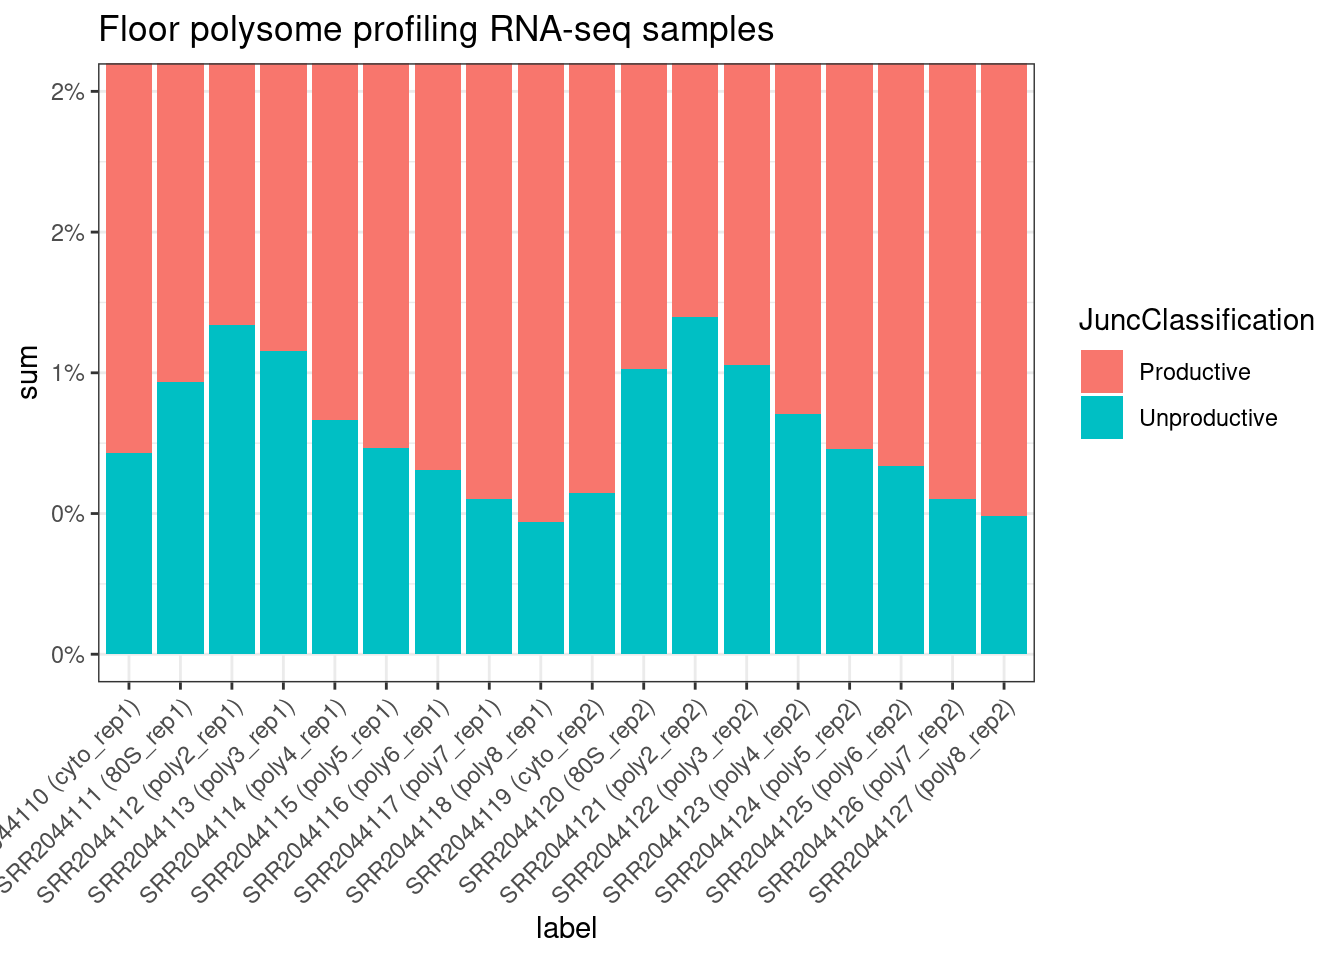 Floor polysome profiling RNA-seq samples
2%
2%
1%
0%
0%
sum
JuncClassification
Productive
Unproductive
44110 (cyto_rep1)
SRR2044111 (80S_rep1)
SRR2044112 (poly2_rep1)
SRR2044113 (poly3_rep1)
SRR2044114 (poly4_rep1)
SRR2044115 (poly5_rep1)
SRR2044116 (poly6_rep1)
SRR2044117 (poly7_rep1)
SRR2044118 (poly8_rep1)
SRR2044119 (cyto_rep2)
SRR2044120 (80S_rep2)
SRR2044121 (poly2_rep2)
SRR2044122 (poly3_rep2)
SRR2044123 (poly4_rep2)
SRR2044124 (poly5_rep2)
SRR2044125 (poly6_rep2)
SRR2044126 (poly7_rep2)
SRR2044127 (poly8_rep2)
label